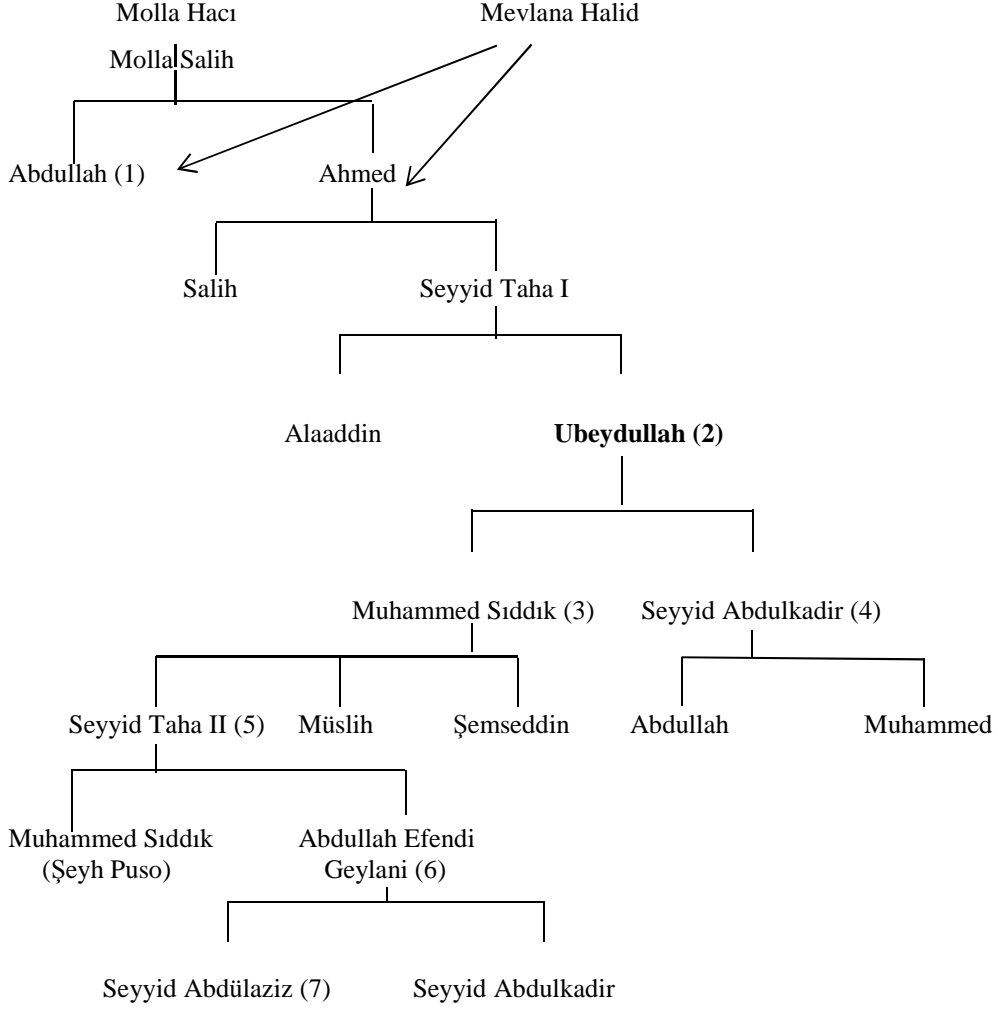 Molla Hacı Mevlana Halid
Molla Salih
Abdullah (1) Ahmed
Salih Seyyid Taha I
Alaaddin Ubeydullah (2)
Muhammed Sıddık (3) Seyyid Abdulkadir (4)
Seyyid Taha II (5) Müslih Şemseddin Abdullah Muhammed
Muhammed Sıddık Abdullah Efendi
(Şeyh Puso) Geylani (6)
Seyyid Abdülaziz (7) Seyyid Abdulkadir